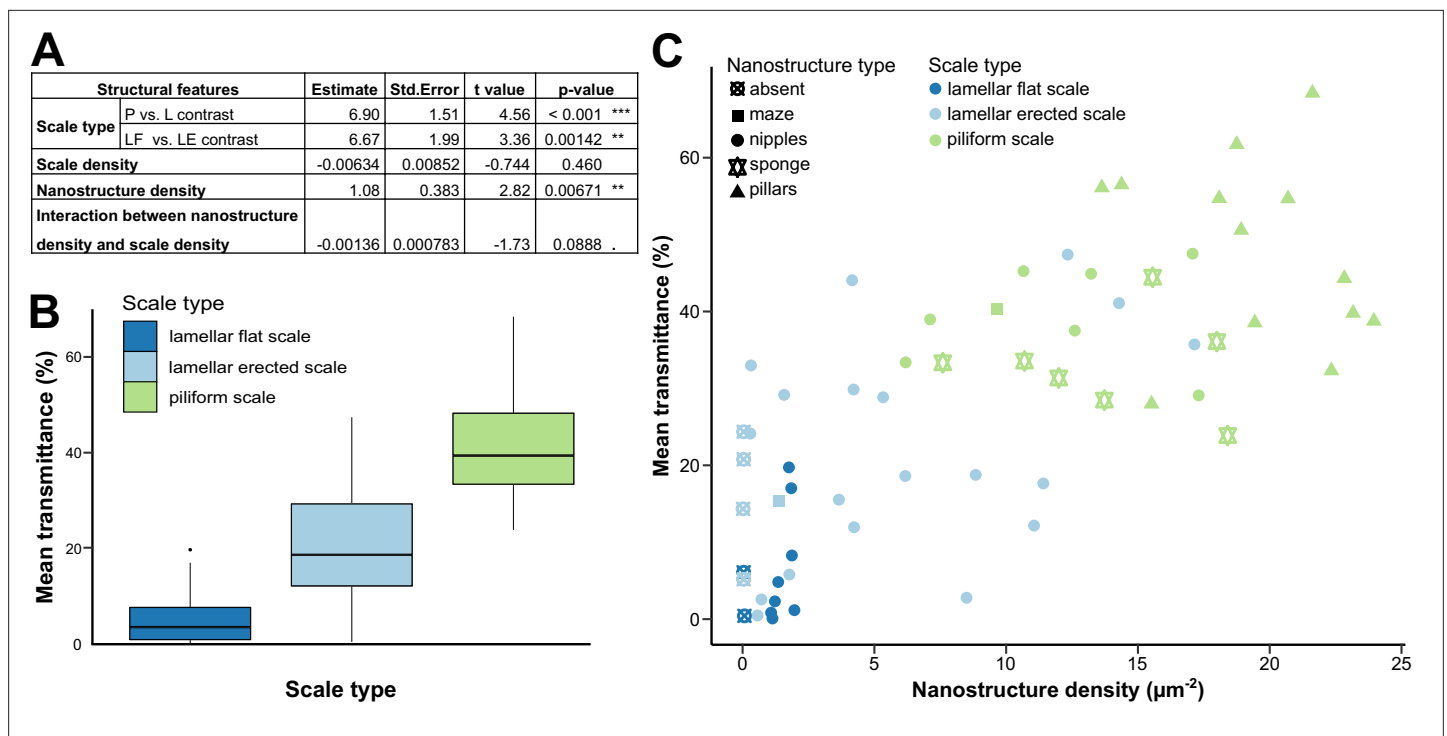 A
Structural features Estimate Std.Error t value p-value
Scale type P vs. L contrast 6.90 1.51 4.56 < 0.001 ***
LF vs. LE contrast 6.67 1.99 3.36 0.00142 **
Scale density -0.00634 0.00852 -0.744 0.460
Nanostructure density 1.08 0.383 2.82 0.00671 **
Interaction between nanostructure
density and scale density -0.00136 0.000783 -1.73 0.0888 .
B
Scale type
lamellar flat scale
lamellar erected scale
piliform scale
Mean transmittance (%)
60
40
20
0
Scale type
C
Nanostructure type
absent
maze
nipples
sponge
pillars
Scale type
lamellar flat scale
lamellar erected scale
piliform scale
Mean transmittance (%)
60
40
20
0
0 5 10 15 20 25
Nanostructure density (µm⁻²)